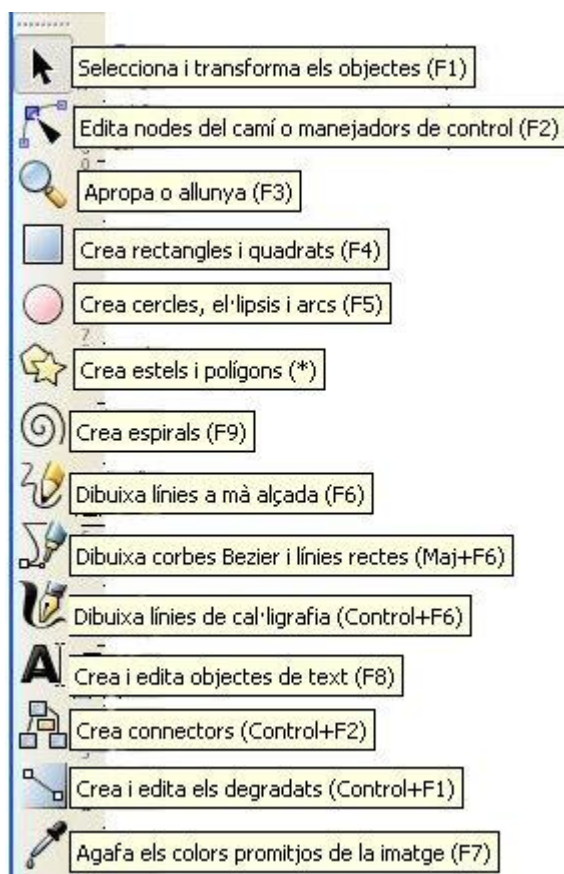 Selecciona i transforma els objectes (F1)
Edita nodes del camí o manejadors de control (F2)
Apropa o allunya (F3)
Crea rectangles i quadrats (F4)
Crea cercles, el·lipsis i arcs (F5)
Crea estels i polígons (*)
Crea espirals (F9)
Dibuixa línies a mà alçada (F6)
Dibuixa corbes Bezier i línies rectes (Maj+F6)
Dibuixa línies de cal·ligrafia (Control+F6)
Crea i edita objectes de text (F8)
Crea connectors (Control+F2)
Crea i edita els degradats (Control+F1)
Agafa els colors promitjos de la imatge (F7)